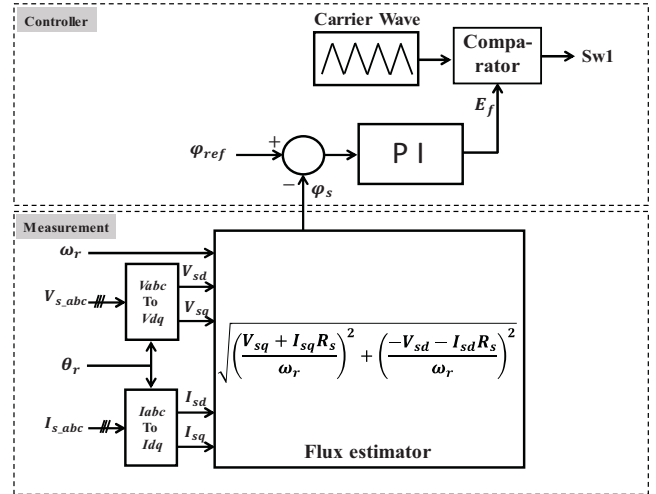 Controller
Carrier Wave
Compa-
rator
Sw1
E_f
φ_ref
+
−
PI
φ_s
Measurement
ω_r
V_s_abc
Vabc
To
Vdq
V_sd
V_sq
θ_r
I_s_abc
Iabc
To
Idq
I_sd
I_sq
√(((V_sq + I_sq R_s)/ω_r)² + ((−V_sd − I_sd R_s)/ω_r)²)
Flux estimator